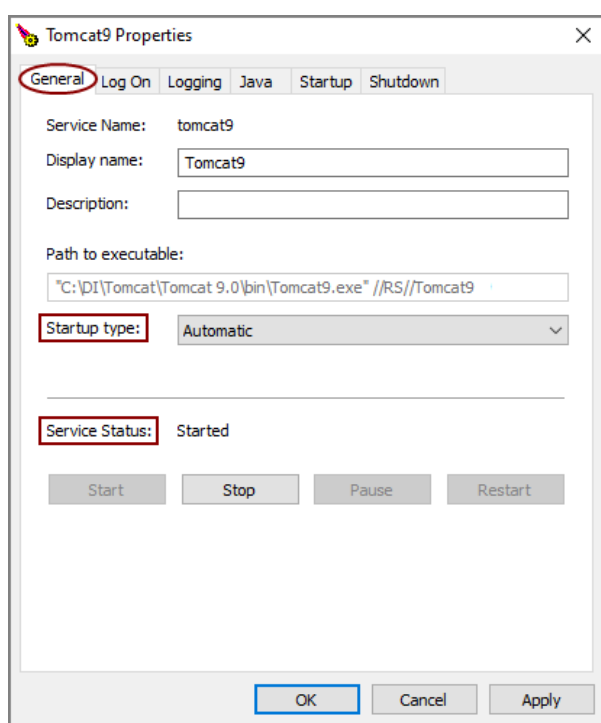 Tomcat9 Properties
General Log On Logging Java Startup Shutdown
Service Name: tomcat9
Display name: Tomcat9
Description:
Path to executable:
"C:\DI\Tomcat\Tomcat 9.0\bin\Tomcat9.exe" //RS//Tomcat9
Startup type: Automatic
Service Status: Started
Start Stop Pause Restart
OK Cancel Apply